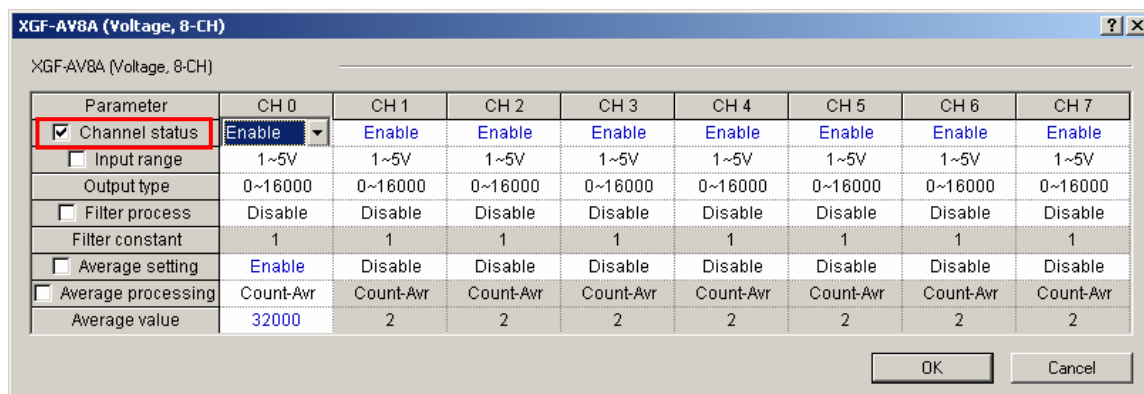 XGF-AV8A (Voltage, 8-CH)
XGF-AV8A (Voltage, 8-CH)
Parameter CH 0 CH 1 CH 2 CH 3 CH 4 CH 5 CH 6 CH 7
Channel status Enable Enable Enable Enable Enable Enable Enable Enable
Input range 1~5V 1~5V 1~5V 1~5V 1~5V 1~5V 1~5V 1~5V
Output type 0~16000 0~16000 0~16000 0~16000 0~16000 0~16000 0~16000 0~16000
Filter process Disable Disable Disable Disable Disable Disable Disable Disable
Filter constant 1 1 1 1 1 1 1 1
Average setting Enable Disable Disable Disable Disable Disable Disable Disable
Average processing Count-Avr Count-Avr Count-Avr Count-Avr Count-Avr Count-Avr Count-Avr Count-Avr
Average value 32000 2 2 2 2 2 2 2
OK Cancel